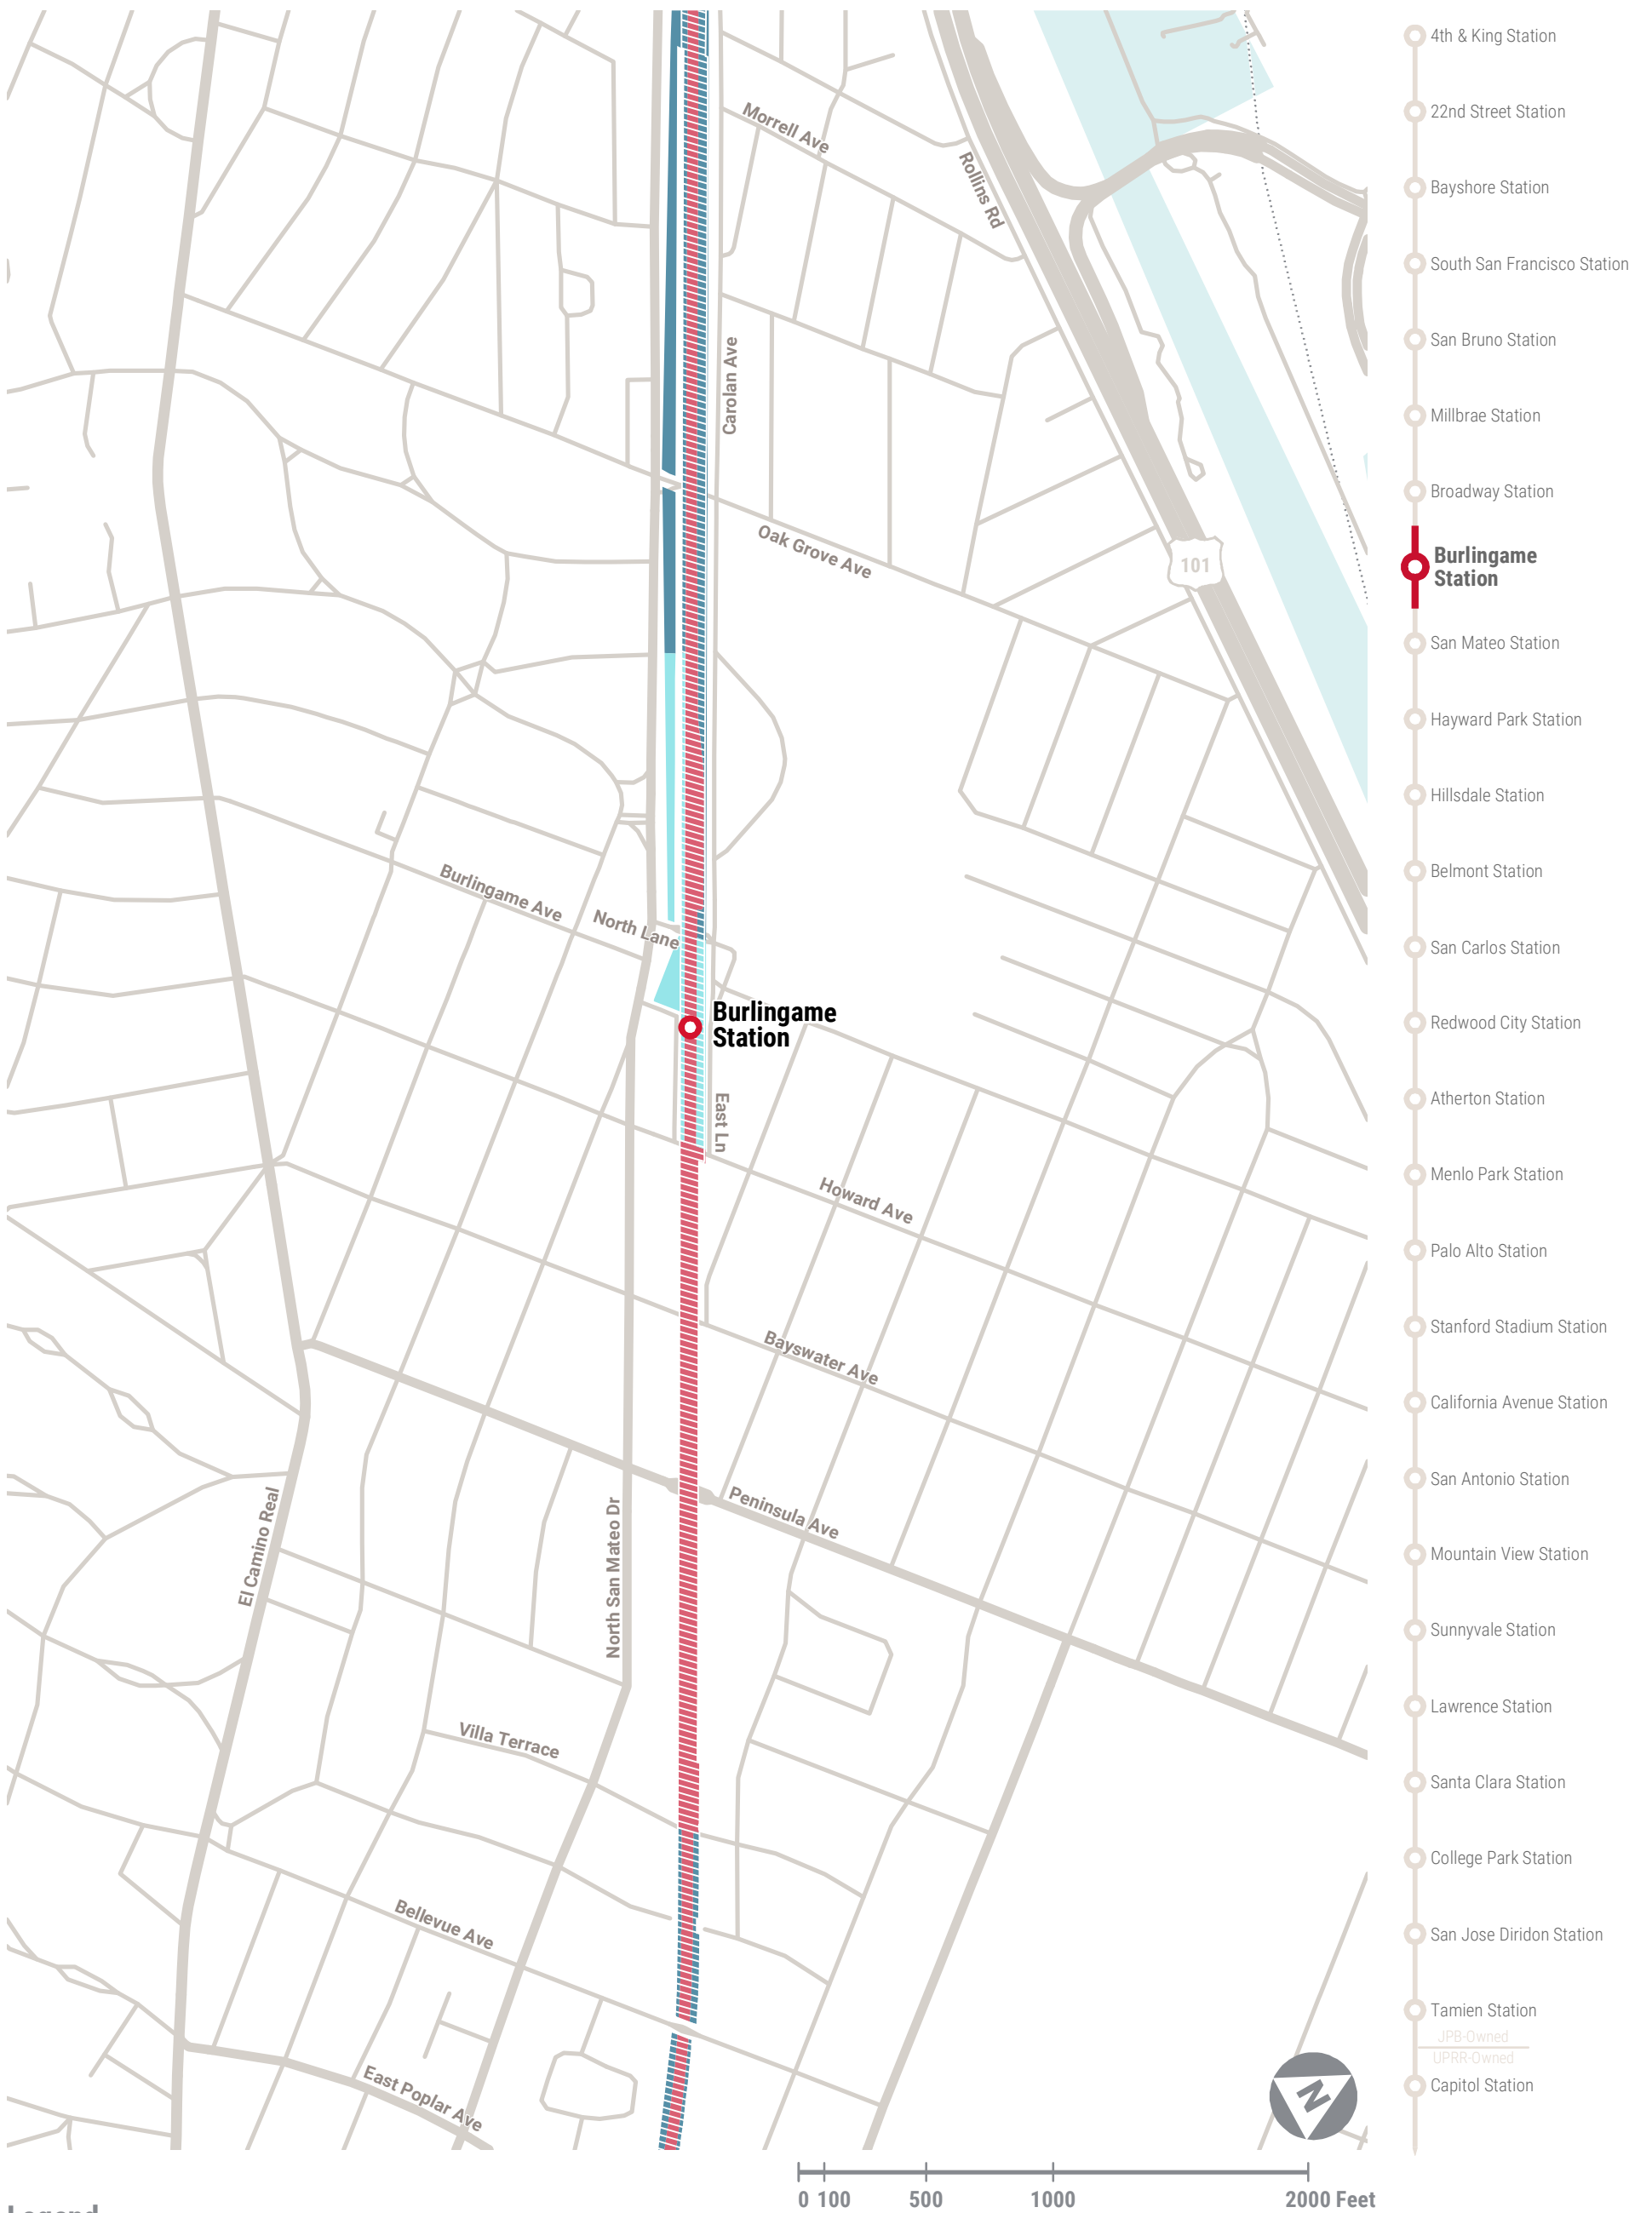 Morrell Ave
Rollins Rd
Carolan Ave
Oak Grove Ave
101
Burlingame Ave
North Lane
Burlingame
Station
East Ln
Howard Ave
Bayswater Ave
Peninsula Ave
El Camino Real
North San Mateo Dr
Villa Terrace
Bellevue Ave
East Poplar Ave
N
0 100 500 1000 2000 Feet
Legend
4th & King Station
22nd Street Station
Bayshore Station
South San Francisco Station
San Bruno Station
Millbrae Station
Broadway Station
Burlingame
Station
San Mateo Station
Hayward Park Station
Hillsdale Station
Belmont Station
San Carlos Station
Redwood City Station
Atherton Station
Menlo Park Station
Palo Alto Station
Stanford Stadium Station
California Avenue Station
San Antonio Station
Mountain View Station
Sunnyvale Station
Lawrence Station
Santa Clara Station
College Park Station
San Jose Diridon Station
Tamien Station
JPB-Owned
UPRR-Owned
Capitol Station